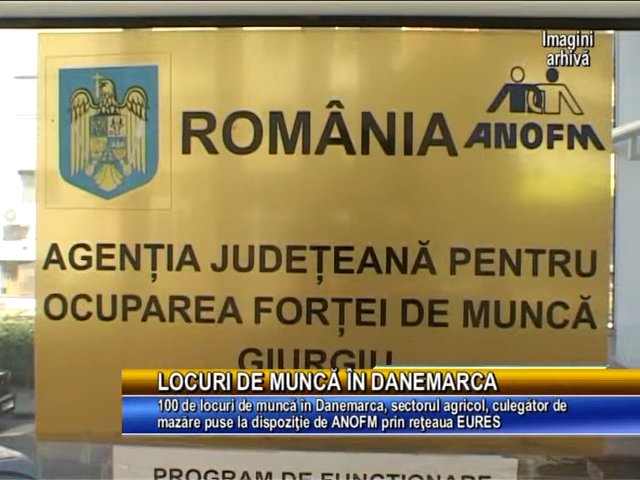 Imagini
arhivă
ROMÂNIA
ANOFM
AGENȚIA JUDEȚEANĂ PENTRU
OCUPAREA FORȚEI DE MUNCĂ
GIURGIU
LOCURI DE MUNCĂ ÎN DANEMARCA
100 de locuri de muncă în Danemarca, sectorul agricol, culegător de
mazăre puse la dispoziţie de ANOFM prin reţeaua EURES
PROGRAM DE FUNCȚIONARE